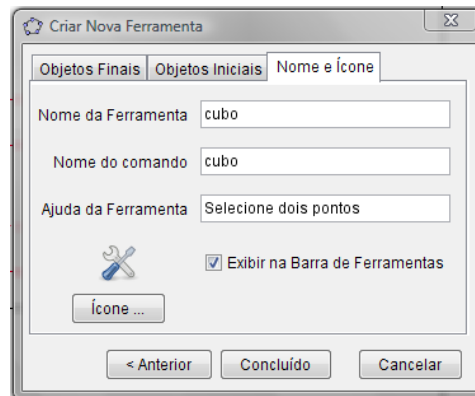 Criar Nova Ferramenta
Objetos Finais Objetos Iniciais Nome e Ícone
Nome da Ferramenta cubo
Nome do comando cubo
Ajuda da Ferramenta Selecione dois pontos
Exibir na Barra de Ferramentas
Ícone ...
< Anterior Concluído Cancelar